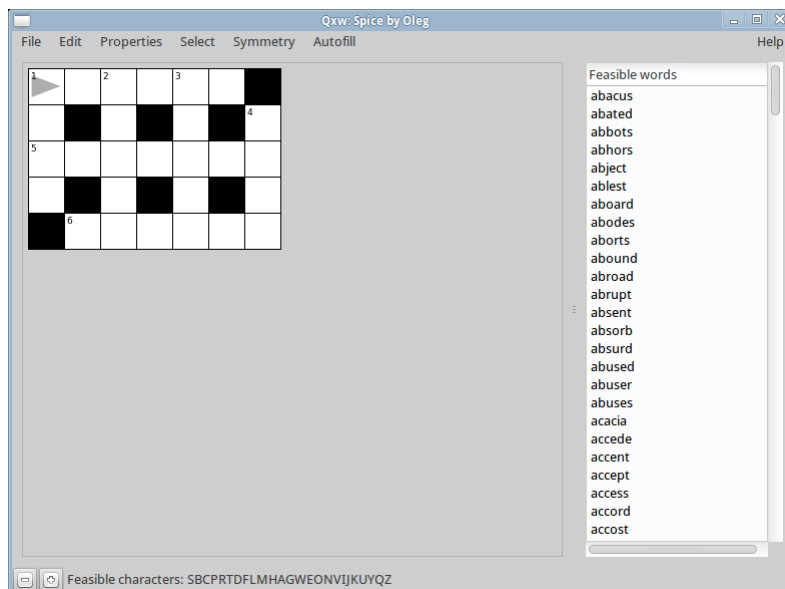 Qxw: Spice by Oleg
File Edit Properties Select Symmetry Autofill Help
1 2 3
4
5
6
Feasible words
abacus
abated
abbots
abhors
abject
ablest
aboard
abodes
aborts
abound
abroad
abrupt
absent
absorb
absurd
abused
abuser
abuses
acacia
accede
accent
accept
access
accord
accost
Feasible characters: SBCPRTDFLMHAGWEONVIJKUYQZ